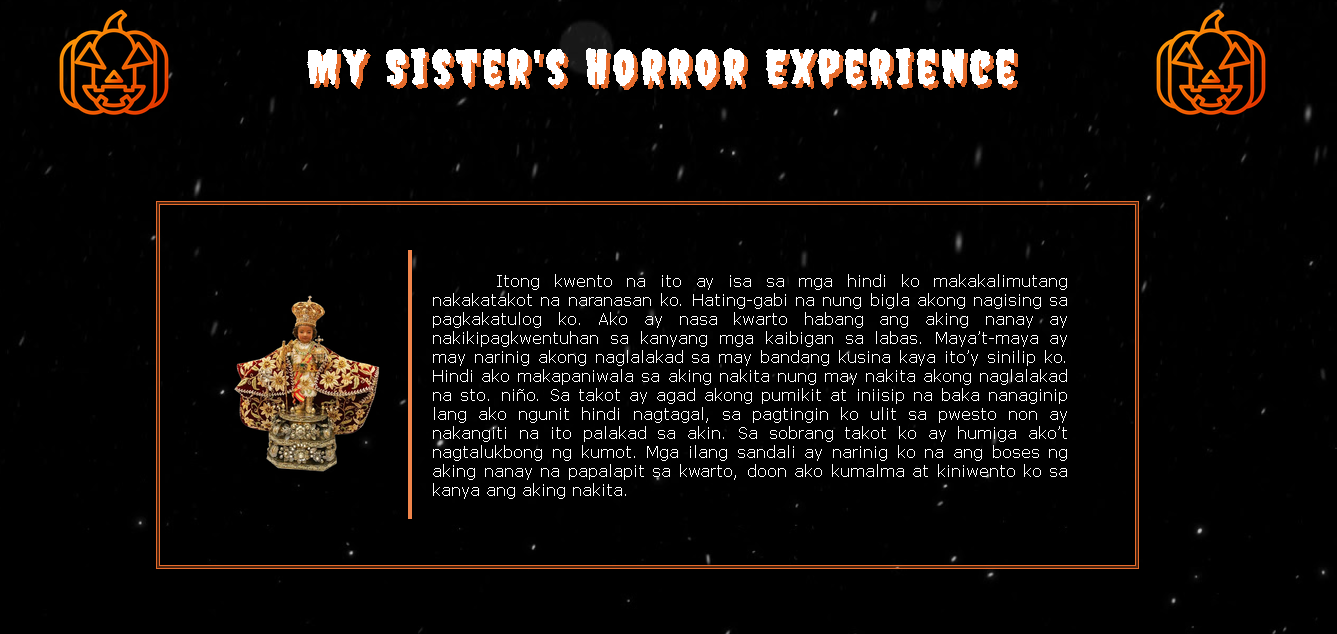 MY SISTER'S HORROR EXPERIENCE
Itong kwento na ito ay isa sa mga hindi ko makakalimutang
nakakatakot na naranasan ko. Hating-gabi na nung bigla akong nagising sa
pagkakatulog ko. Ako ay nasa kwarto habang ang aking nanay ay
nakikipagkwentuhan sa kanyang mga kaibigan sa labas. Maya’t-maya ay
may narinig akong naglalakad sa may bandang kusina kaya ito’y sinilip ko.
Hindi ako makapaniwala sa aking nakita nung may nakita akong naglalakad
na sto. niño. Sa takot ay agad akong pumikit at iniisip na baka nanaginip
lang ako ngunit hindi nagtagal, sa pagtingin ko ulit sa pwesto non ay
nakangiti na ito palakad sa akin. Sa sobrang takot ko ay humiga ako’t
nagtalukbong ng kumot. Mga ilang sandali ay narinig ko na ang boses ng
aking nanay na papalapit sa kwarto, doon ako kumalma at kiniwento ko sa
kanya ang aking nakita.